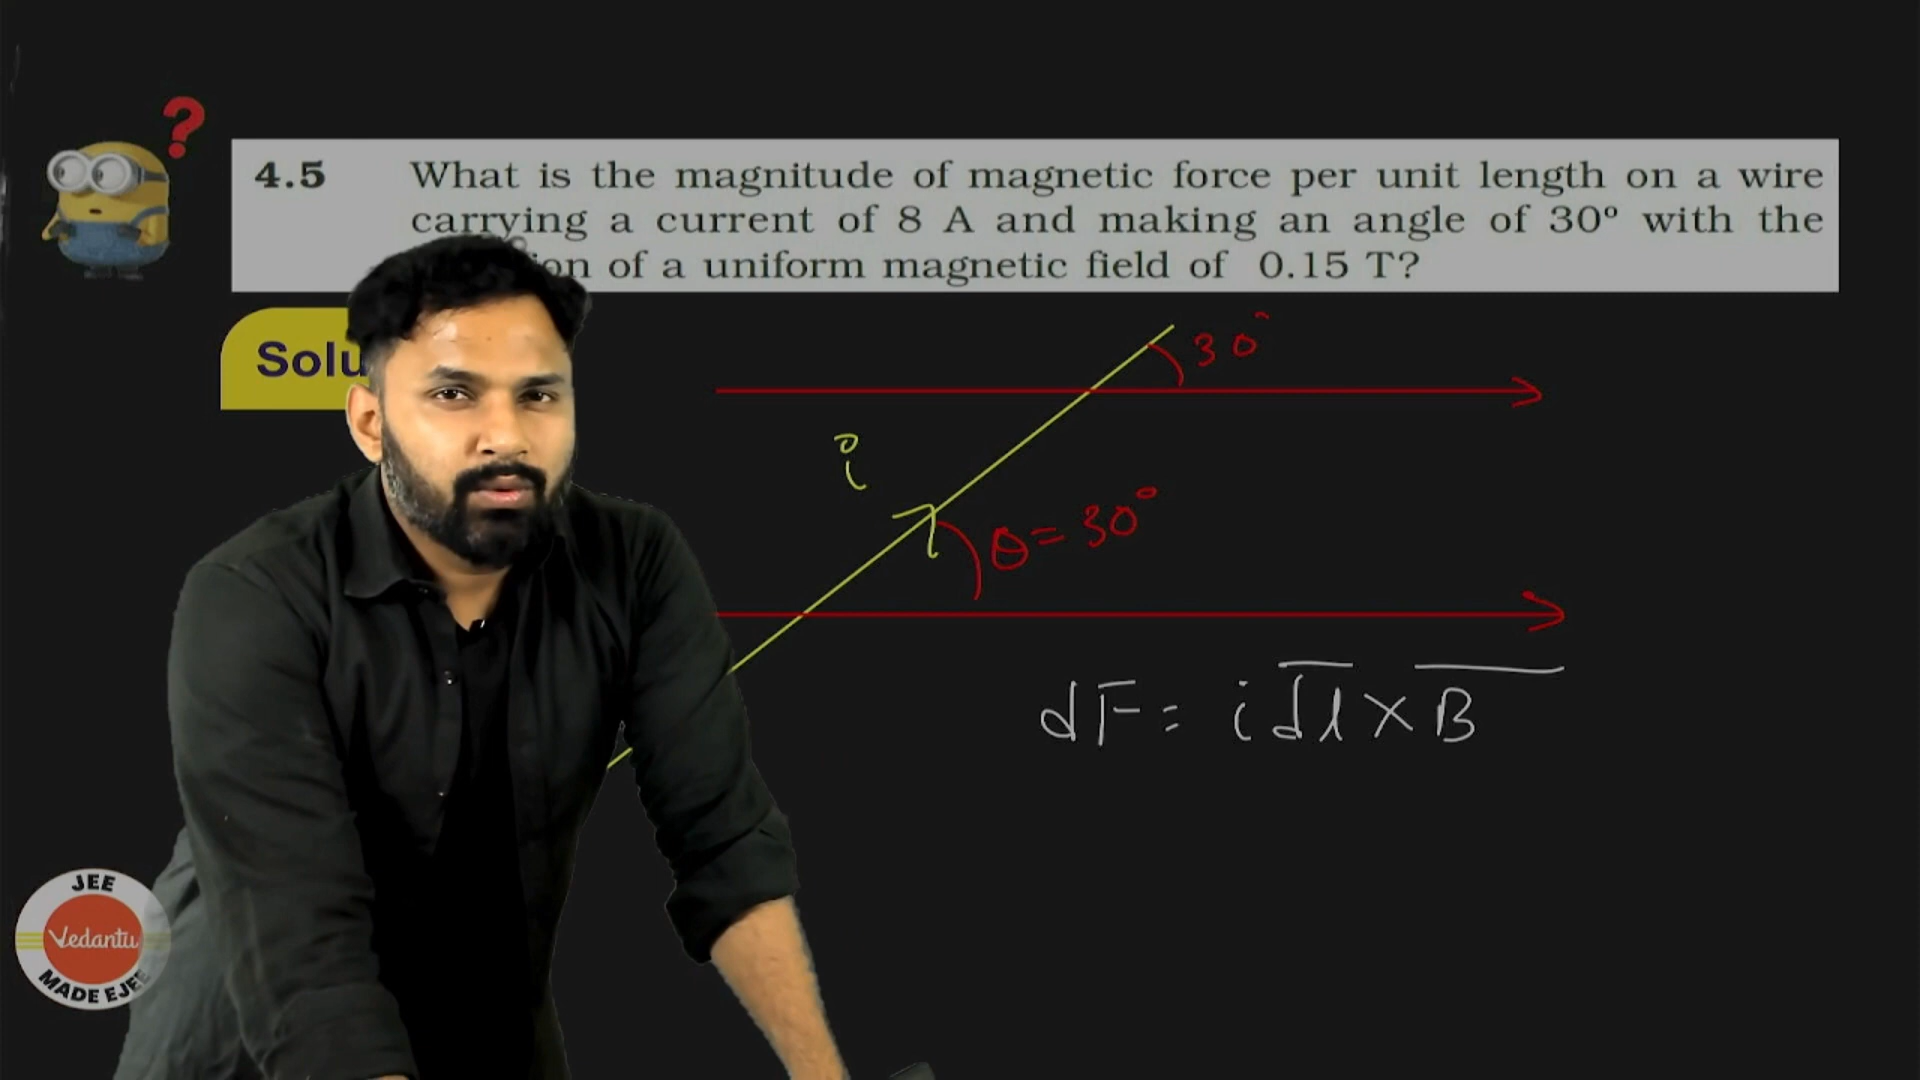 ?
4.5 What is the magnitude of magnetic force per unit length on a wire
carrying a current of 8 A and making an angle of 30º with the
of a uniform magnetic field of 0.15 T?
30°
i
θ = 30°
dF = i dl × B
JEE
Vedantu
MADE EJEE